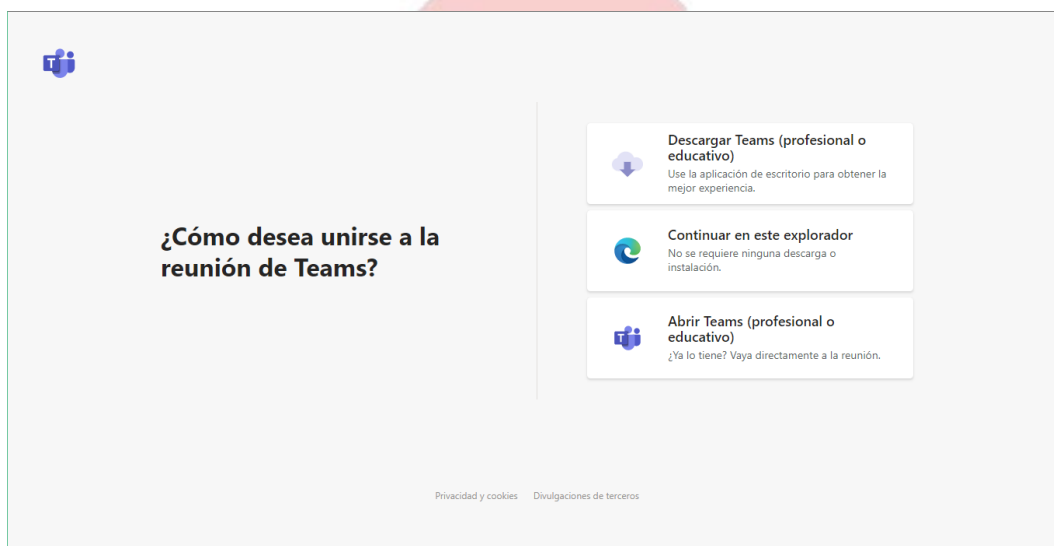 ¿Cómo desea unirse a la
reunión de Teams?
Descargar Teams (profesional o
educativo)
Use la aplicación de escritorio para obtener la
mejor experiencia.
Continuar en este explorador
No se requiere ninguna descarga o
instalación.
Abrir Teams (profesional o
educativo)
¿Ya lo tiene? Vaya directamente a la reunión.
Privacidad y cookies Divulgaciones de terceros